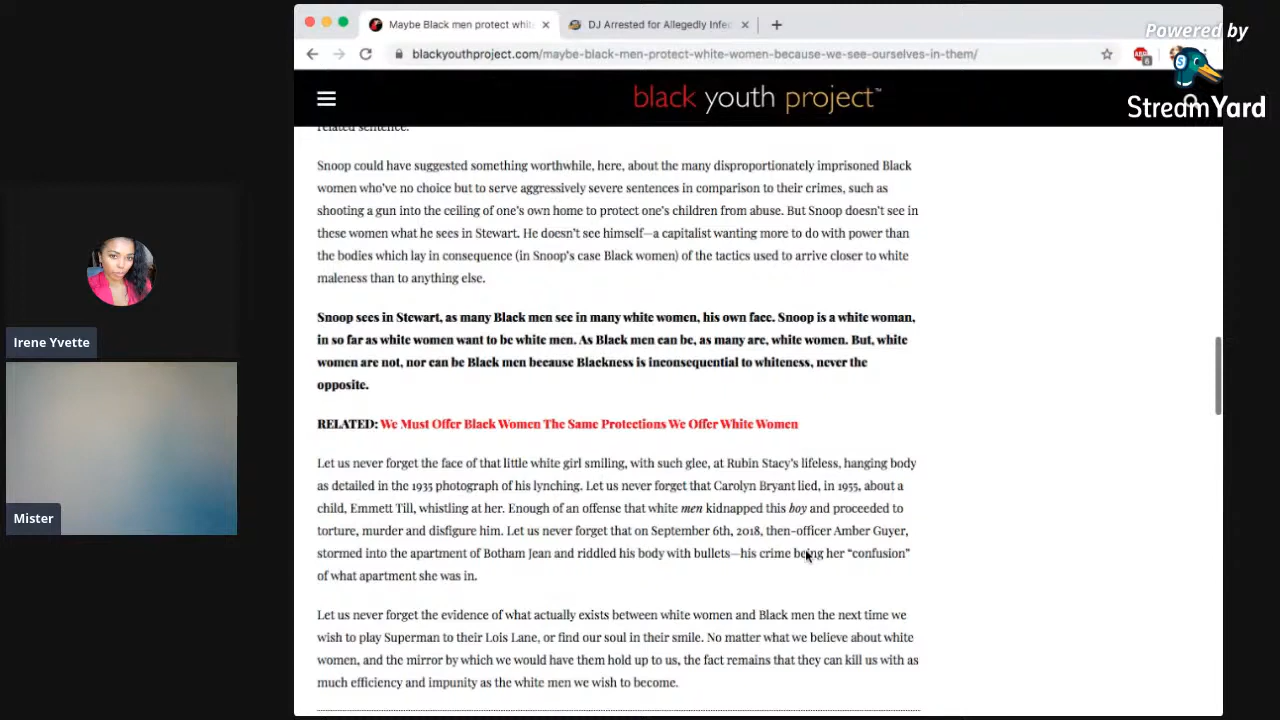 Maybe Black men protect whit
DJ Arrested for Allegedly Infec
Powered by
blackyouthproject.com/maybe-black-men-protect-white-women-because-we-see-ourselves-in-them/
black youth project™
StreamYard
related sentence.
Snoop could have suggested something worthwhile, here, about the many disproportionately imprisoned Black
women who've no choice but to serve aggressively severe sentences in comparison to their crimes, such as
shooting a gun into the ceiling of one's own home to protect one's children from abuse. But Snoop doesn't see in
these women what he sees in Stewart. He doesn't see himself—a capitalist wanting more to do with power than
the bodies which lay in consequence (in Snoop's case Black women) of the tactics used to arrive closer to white
maleness than to anything else.
Snoop sees in Stewart, as many Black men see in many white women, his own face. Snoop is a white woman,
in so far as white women want to be white men. As Black men can be, as many are, white women. But, white
women are not, nor can be Black men because Blackness is inconsequential to whiteness, never the
opposite.
RELATED: We Must Offer Black Women The Same Protections We Offer White Women
Let us never forget the face of that little white girl smiling, with such glee, at Rubin Stacy's lifeless, hanging body
as detailed in the 1935 photograph of his lynching. Let us never forget that Carolyn Bryant lied, in 1955, about a
child, Emmett Till, whistling at her. Enough of an offense that white men kidnapped this boy and proceeded to
torture, murder and disfigure him. Let us never forget that on September 6th, 2018, then-officer Amber Guyer,
stormed into the apartment of Botham Jean and riddled his body with bullets—his crime being her “confusion”
of what apartment she was in.
Let us never forget the evidence of what actually exists between white women and Black men the next time we
wish to play Superman to their Lois Lane, or find our soul in their smile. No matter what we believe about white
women, and the mirror by which we would have them hold up to us, the fact remains that they can kill us with as
much efficiency and impunity as the white men we wish to become.
Irene Yvette
Mister